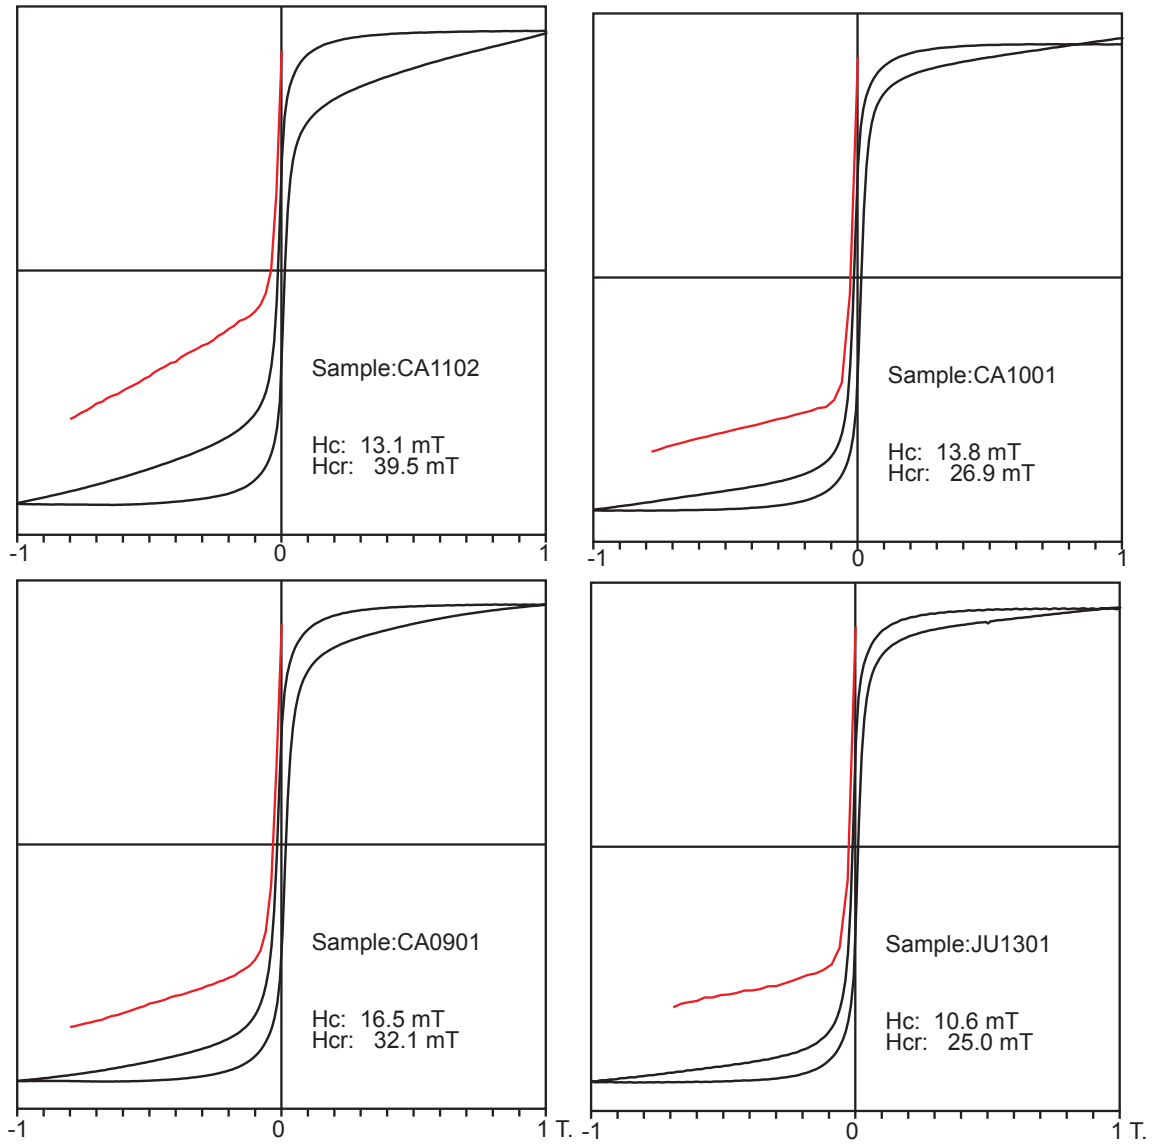 Sample:CA1102
Hc: 13.1 mT
Hcr: 39.5 mT
-1 0 1
Sample:CA1001
Hc: 13.8 mT
Hcr: 26.9 mT
-1 0 1
Sample:CA0901
Hc: 16.5 mT
Hcr: 32.1 mT
-1 0 1 T.
Sample:JU1301
Hc: 10.6 mT
Hcr: 25.0 mT
-1 0 1 T.